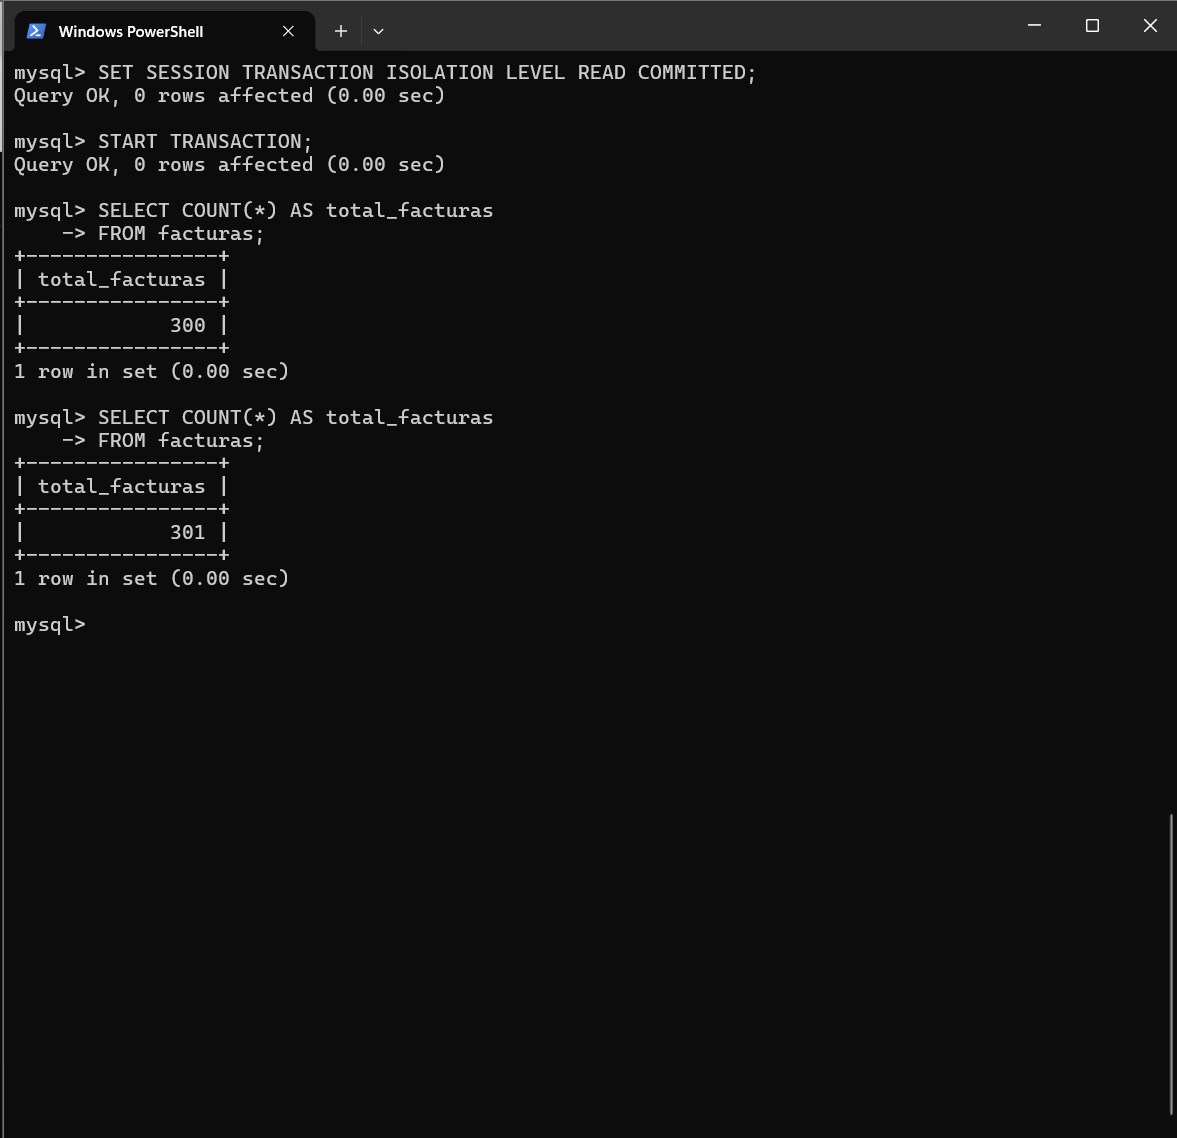 Windows PowerShell
mysql> SET SESSION TRANSACTION ISOLATION LEVEL READ COMMITTED;
Query OK, 0 rows affected (0.00 sec)
mysql> START TRANSACTION;
Query OK, 0 rows affected (0.00 sec)
mysql> SELECT COUNT(*) AS total_facturas
    -> FROM facturas;
+----------------+
| total_facturas |
+----------------+
|            300 |
+----------------+
1 row in set (0.00 sec)
mysql> SELECT COUNT(*) AS total_facturas
    -> FROM facturas;
+----------------+
| total_facturas |
+----------------+
|            301 |
+----------------+
1 row in set (0.00 sec)
mysql>